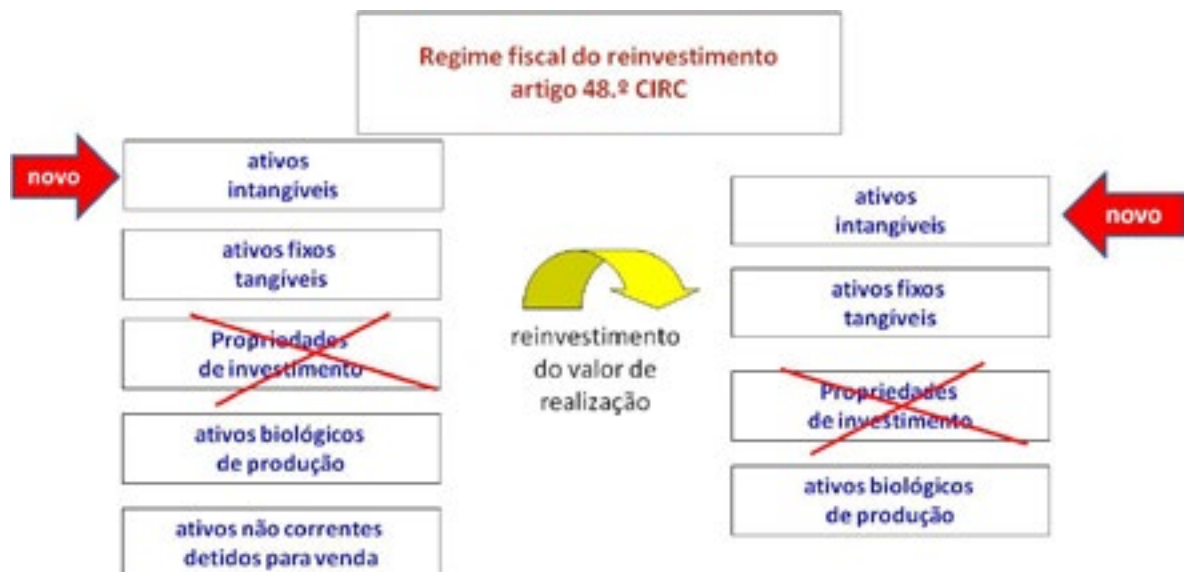 Regime fiscal do reinvestimento
artigo 48.º CIRC
novo
ativos
intangíveis
ativos fixos
tangíveis
Propriedades
de investimento
ativos biológicos
de produção
ativos não correntes
detidos para venda
reinvestimento
do valor de
realização
novo
ativos
intangíveis
ativos fixos
tangíveis
Propriedades
de investimento
ativos biológicos
de produção